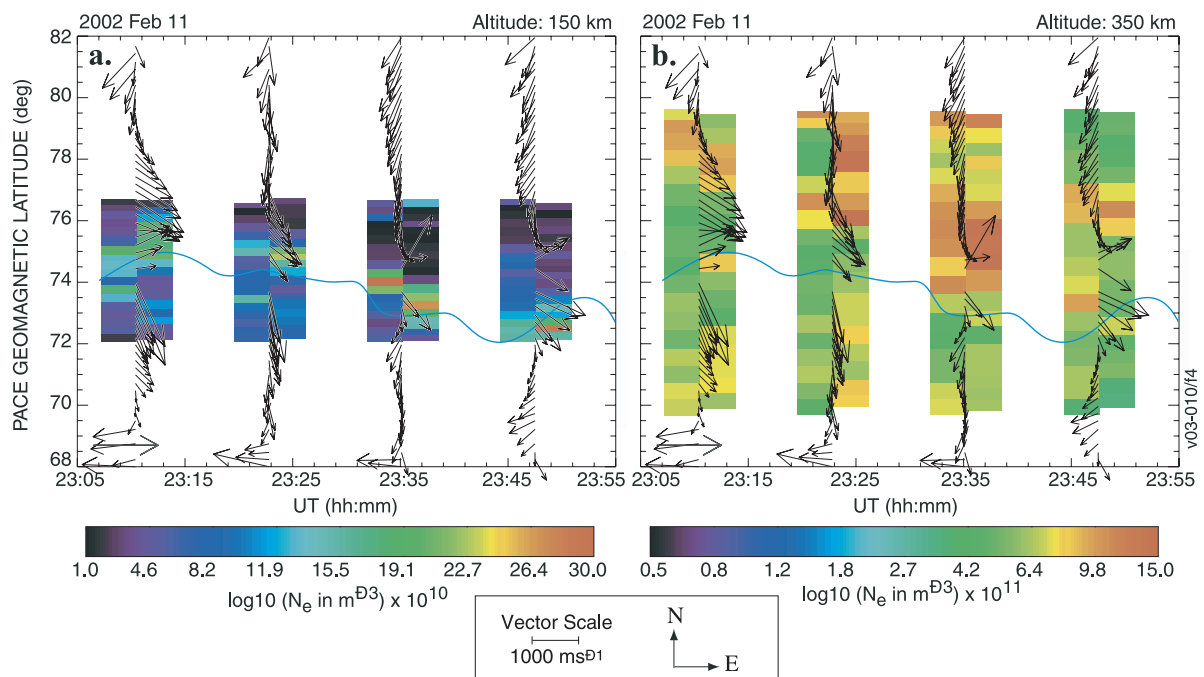 2002 Feb 11 Altitude: 150 km
2002 Feb 11 Altitude: 350 km
a.
b.
PACE GEOMAGNETIC LATITUDE (deg)
82
80
78
76
74
72
70
68
23:05 23:15 23:25 23:35 23:45 23:55
UT (hh:mm)
23:05 23:15 23:25 23:35 23:45 23:55
UT (hh:mm)
v03-010/f4
1.0 4.6 8.2 11.9 15.5 19.1 22.7 26.4 30.0
log10 (Ne in mÐ3) x 10¹⁰
0.5 0.8 1.2 1.8 2.7 4.2 6.4 9.8 15.0
log10 (Ne in mÐ3) x 10¹¹
Vector Scale
1000 msÐ1
N
E